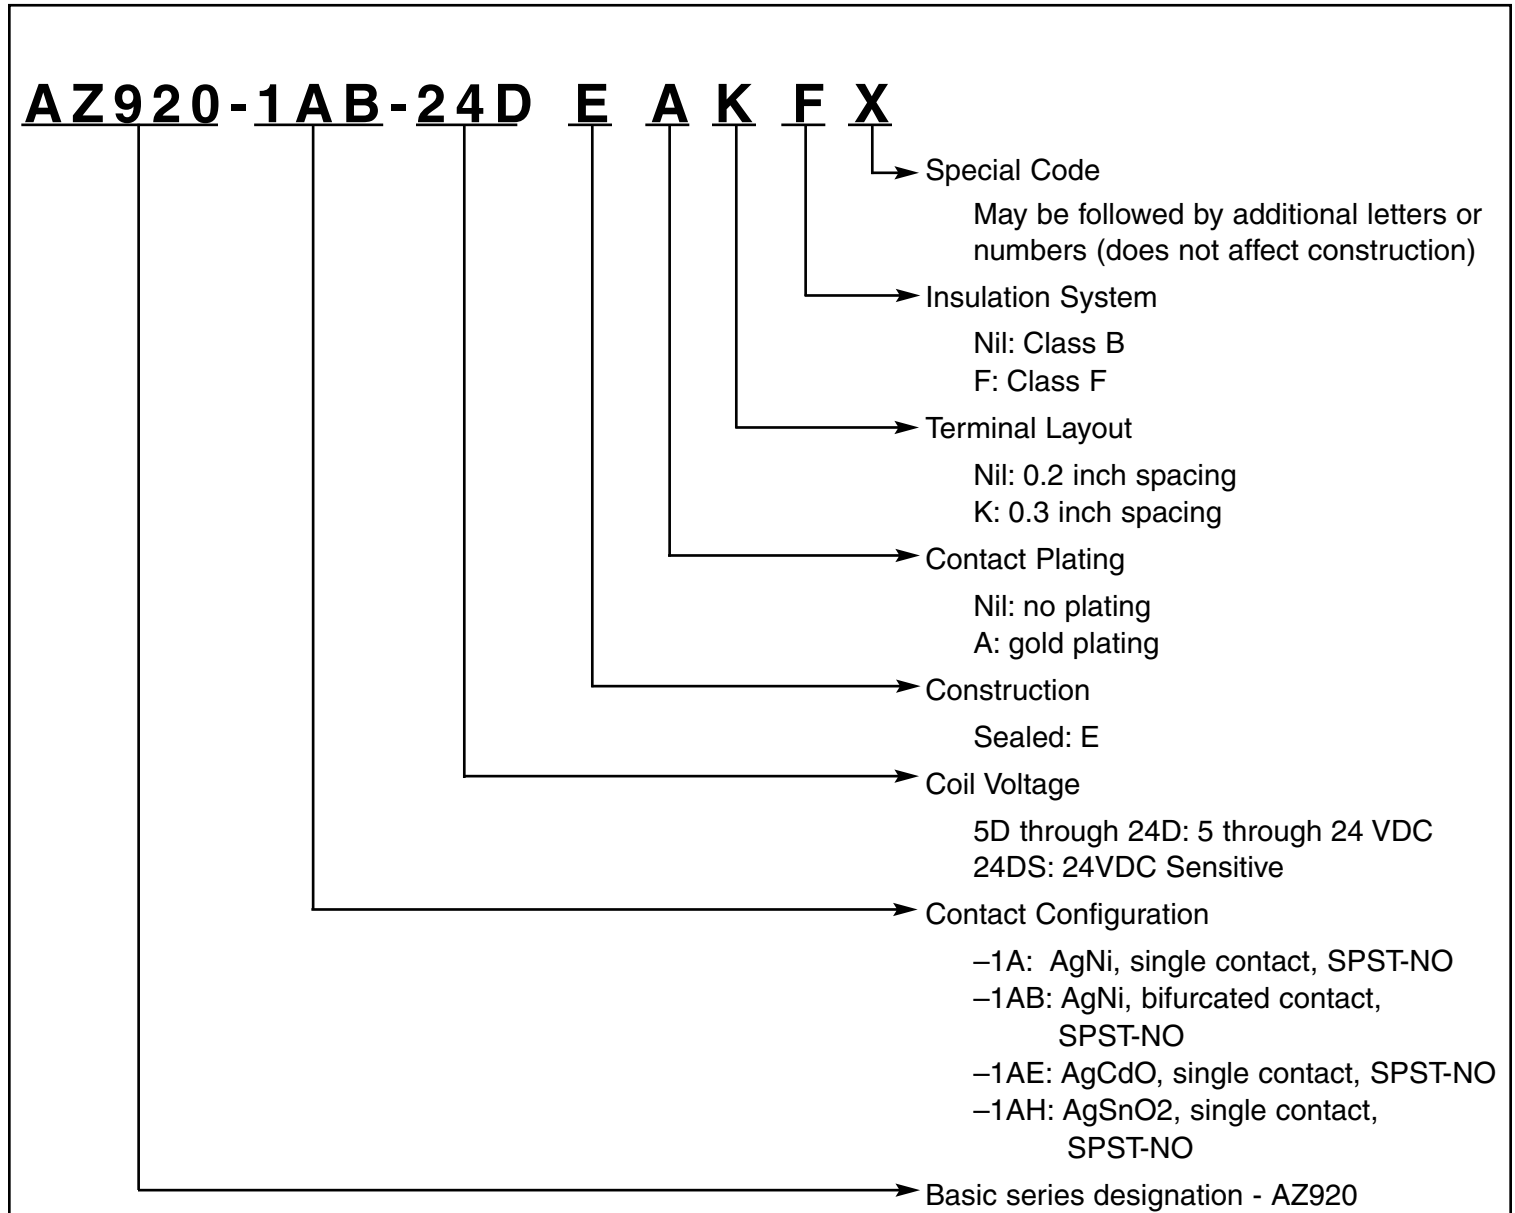 AZ920-1AB-24D E A K F X
Special Code
May be followed by additional letters or
numbers (does not affect construction)
Insulation System
Nil: Class B
F: Class F
Terminal Layout
Nil: 0.2 inch spacing
K: 0.3 inch spacing
Contact Plating
Nil: no plating
A: gold plating
Construction
Sealed: E
Coil Voltage
5D through 24D: 5 through 24 VDC
24DS: 24VDC Sensitive
Contact Configuration
–1A: AgNi, single contact, SPST-NO
–1AB: AgNi, bifurcated contact,
SPST-NO
–1AE: AgCdO, single contact, SPST-NO
–1AH: AgSnO2, single contact,
SPST-NO
Basic series designation - AZ920